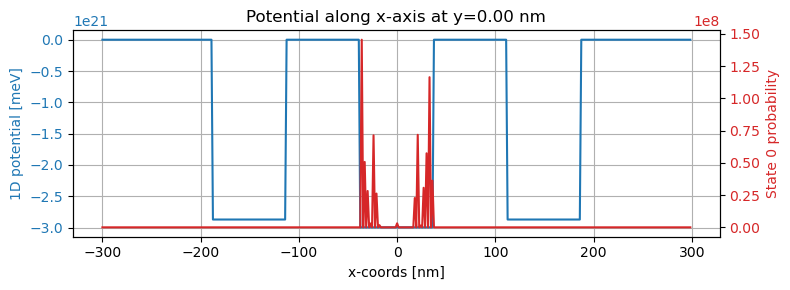 Potential along x-axis at y=0.00 nm
1e21
1e8
0.0
−0.5
−1.0
−1.5
−2.0
−2.5
−3.0
1D potential [meV]
1.50
1.25
1.00
0.75
0.50
0.25
0.00
State 0 probability
−300 −200 −100 0 100 200 300
x-coords [nm]